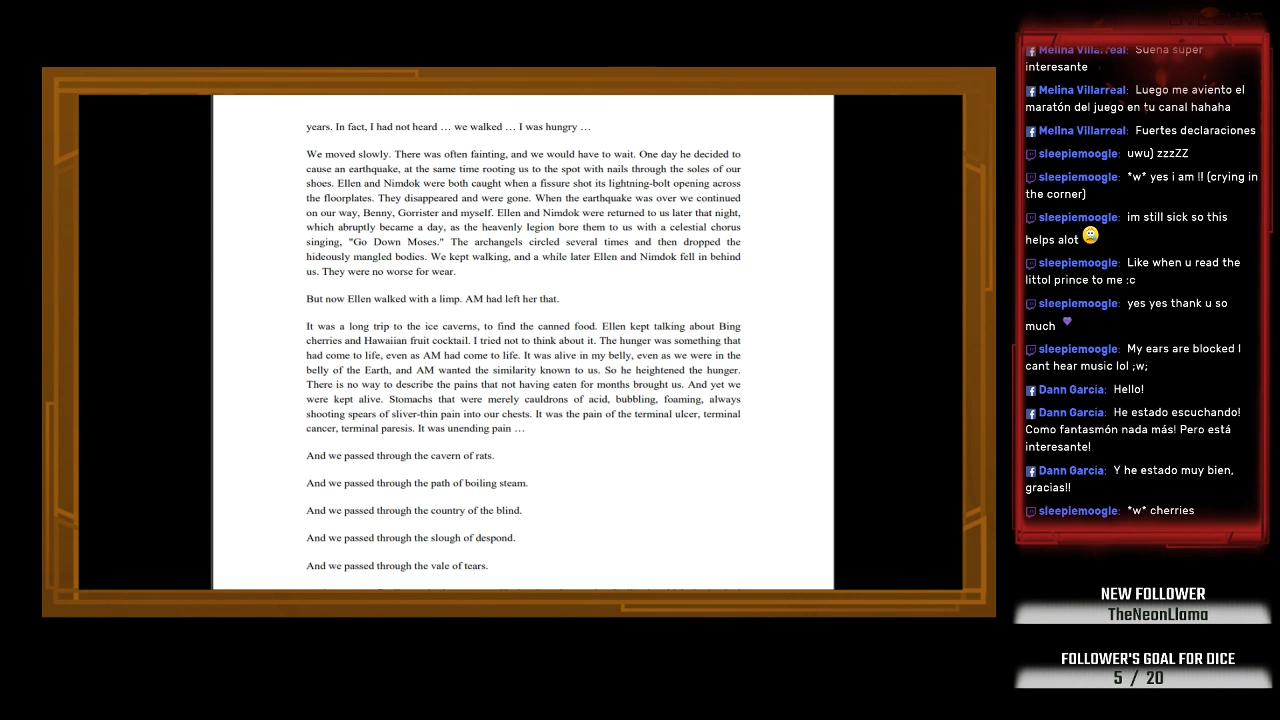 years. In fact, I had not heard … we walked … I was hungry …
We moved slowly. There was often fainting, and we would have to wait. One day he decided to
cause an earthquake, at the same time rooting us to the spot with nails through the soles of our
shoes. Ellen and Nimdok were both caught when a fissure shot its lightning-bolt opening across
the floorplates. They disappeared and were gone. When the earthquake was over we continued
on our way, Benny, Gorrister and myself. Ellen and Nimdok were returned to us later that night,
which abruptly became a day, as the heavenly legion bore them to us with a celestial chorus
singing, "Go Down Moses." The archangels circled several times and then dropped the
hideously mangled bodies. We kept walking, and a while later Ellen and Nimdok fell in behind
us. They were no worse for wear.
But now Ellen walked with a limp. AM had left her that.
It was a long trip to the ice caverns, to find the canned food. Ellen kept talking about Bing
cherries and Hawaiian fruit cocktail. I tried not to think about it. The hunger was something that
had come to life, even as AM had come to life. It was alive in my belly, even as we were in the
belly of the Earth, and AM wanted the similarity known to us. So he heightened the hunger.
There is no way to describe the pains that not having eaten for months brought us. And yet we
were kept alive. Stomachs that were merely cauldrons of acid, bubbling, foaming, always
shooting spears of sliver-thin pain into our chests. It was the pain of the terminal ulcer, terminal
cancer, terminal paresis. It was unending pain …
And we passed through the cavern of rats.
And we passed through the path of boiling steam.
And we passed through the country of the blind.
And we passed through the slough of despond.
And we passed through the vale of tears.
LIVE CHAT
Melina Villarreal: Suena super
interesante
Melina Villarreal: Luego me aviento el
maratón del juego en tu canal hahaha
Melina Villarreal: Fuertes declaraciones
sleepiemoogle: uwu) zzzZZ
sleepiemoogle: *w* yes i am !! (crying in
the corner)
sleepiemoogle: im still sick so this
helps alot
sleepiemoogle: Like when u read the
littol prince to me :c
sleepiemoogle: yes yes thank u so
much
sleepiemoogle: My ears are blocked I
cant hear music lol ;w;
Dann García: Hello!
Dann García: He estado escuchando!
Como fantasmón nada más! Pero está
interesante!
Dann García: Y he estado muy bien,
gracias!!
sleepiemoogle: *w* cherries
NEW FOLLOWER
TheNeonLlama
FOLLOWER'S GOAL FOR DICE
5 / 20